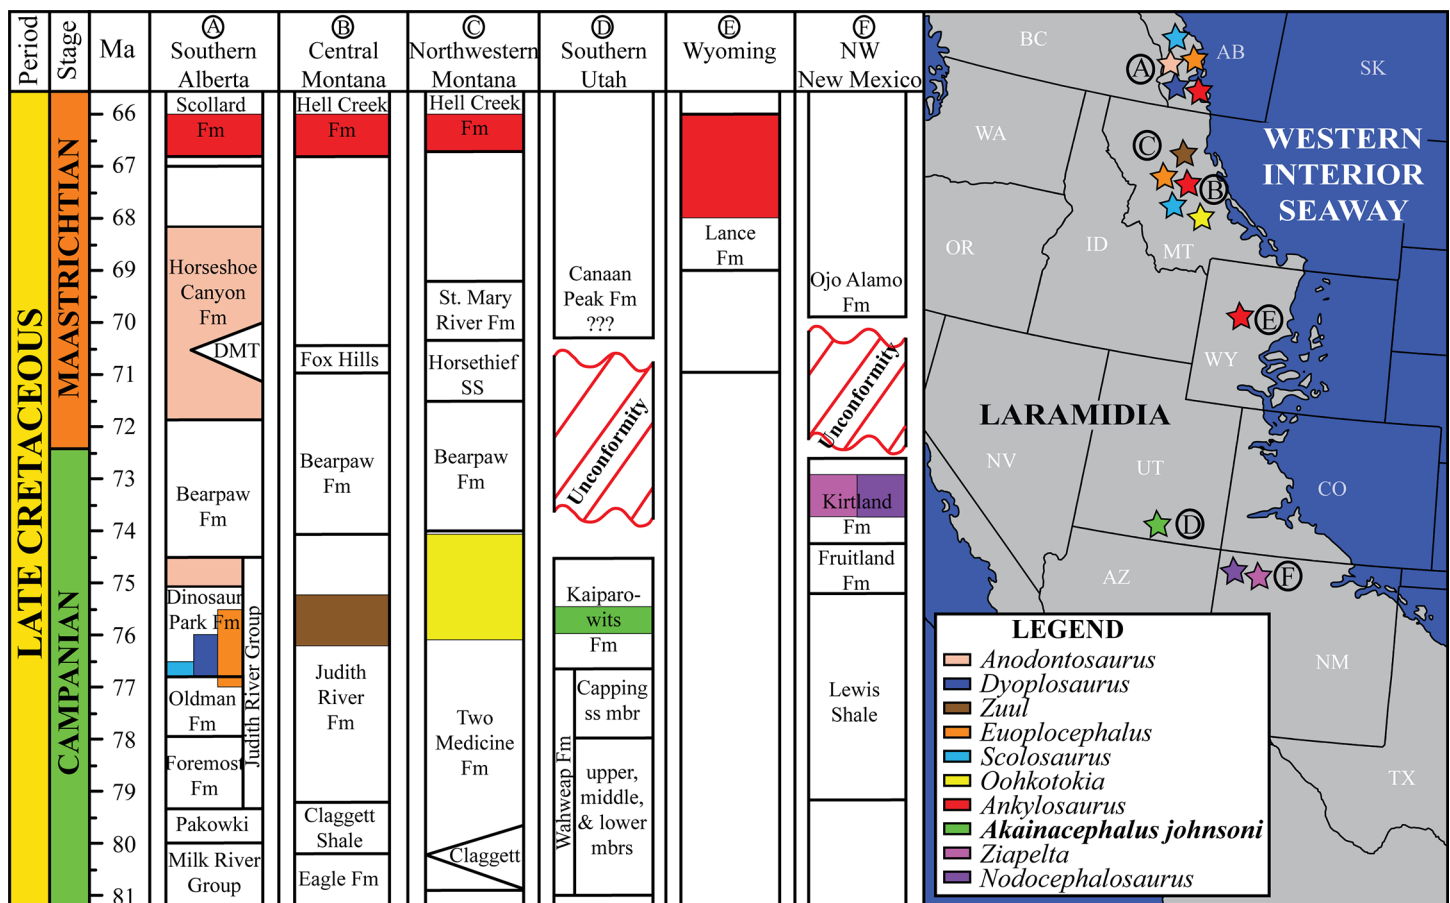 Period
Stage
Ma
A
Southern
Alberta
B
Central
Montana
C
Northwestern
Montana
D
Southern
Utah
E
Wyoming
F
NW
New Mexico
LATE CRETACEOUS
MAASTRICHTIAN
CAMPANIAN
66
67
68
69
70
71
72
73
74
75
76
77
78
79
80
81
Scollard
Fm
Horseshoe
Canyon
Fm
DMT
Bearpaw
Fm
Dinosaur
Park Fm
Oldman
Fm
Foremost
Fm
Judith River Group
Pakowki
Milk River
Group
Hell Creek
Fm
Fox Hills
Bearpaw
Fm
Judith
River
Fm
Claggett
Shale
Eagle Fm
Hell Creek
Fm
St. Mary
River Fm
Horsethief
SS
Bearpaw
Fm
Two
Medicine
Fm
Claggett
Canaan
Peak Fm
???
Unconformity
Kaiparo-
wits
Fm
Wahweap Fm
Capping
ss mbr
upper,
middle,
& lower
mbrs
Lance
Fm
Ojo Alamo
Fm
Unconformity
Kirtland
Fm
Fruitland
Fm
Lewis
Shale
BC
AB
SK
A
WA
C
B
WESTERN
INTERIOR
SEAWAY
OR
ID
MT
E
WY
LARAMIDIA
NV
UT
CO
D
AZ
F
NM
TX
LEGEND
Anodontosaurus
Dyoplosaurus
Zuul
Euoplocephalus
Scolosaurus
Oohkotokia
Ankylosaurus
Akainacephalus johnsoni
Ziapelta
Nodocephalosaurus